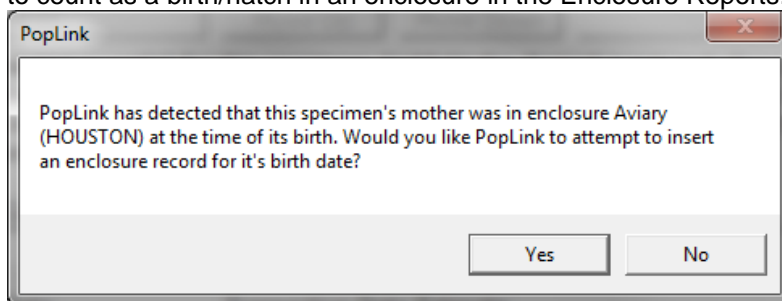 to count as a birth/hatch in an enclosure in the Enclosure Reports.
PopLink
PopLink has detected that this specimen's mother was in enclosure Aviary
(HOUSTON) at the time of its birth. Would you like PopLink to attempt to insert
an enclosure record for it's birth date?
Yes
No